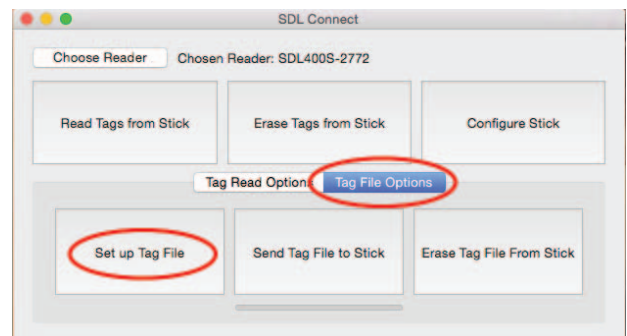 SDL Connect
Choose Reader Chosen Reader: SDL400S-2772
Read Tags from Stick Erase Tags from Stick Configure Stick
Tag Read Options Tag File Options
Set up Tag File Send Tag File to Stick Erase Tag File From Stick